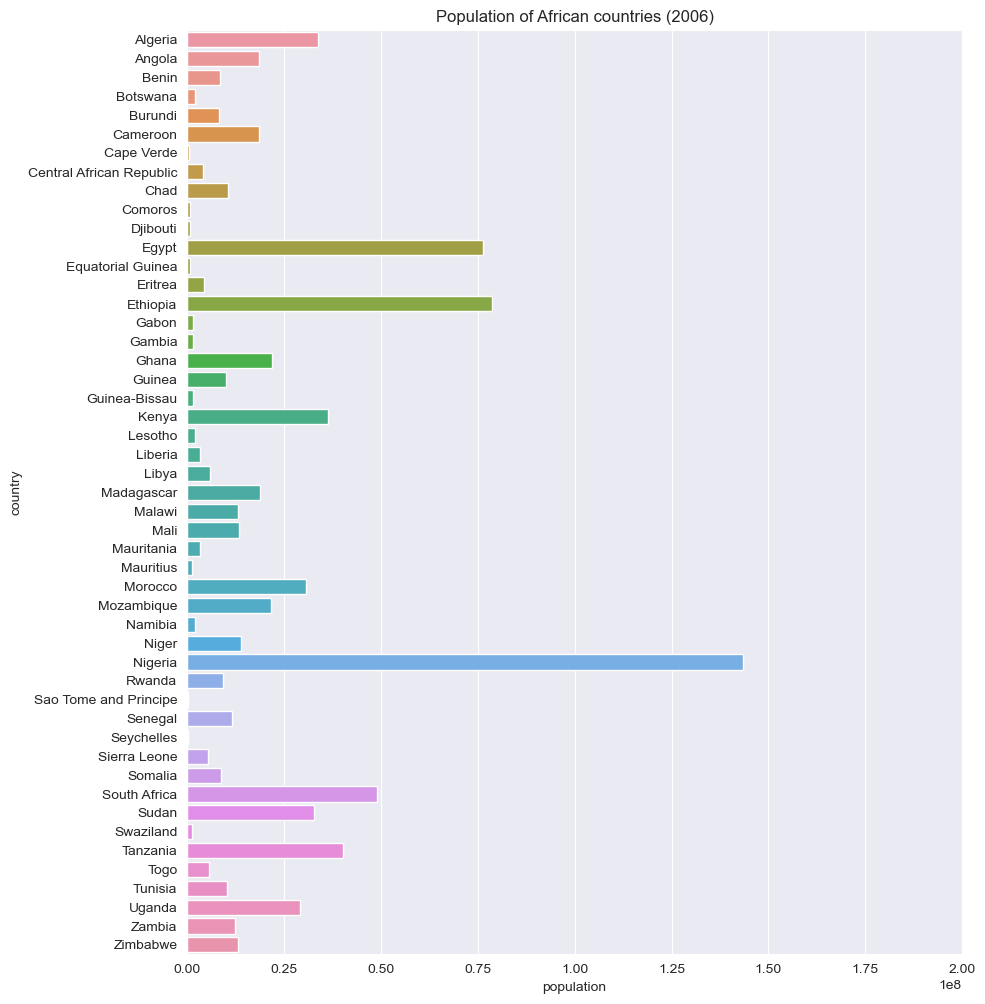 Population of African countries (2006)
Algeria
Angola
Benin
Botswana
Burundi
Cameroon
Cape Verde
Central African Republic
Chad
Comoros
Djibouti
Egypt
Equatorial Guinea
Eritrea
Ethiopia
Gabon
Gambia
Ghana
Guinea
Guinea-Bissau
Kenya
Lesotho
Liberia
Libya
Madagascar
Malawi
Mali
Mauritania
Mauritius
Morocco
Mozambique
Namibia
Niger
Nigeria
Rwanda
Sao Tome and Principe
Senegal
Seychelles
Sierra Leone
Somalia
South Africa
Sudan
Swaziland
Tanzania
Togo
Tunisia
Uganda
Zambia
Zimbabwe
country
0.00 0.25 0.50 0.75 1.00 1.25 1.50 1.75 2.00
1e8
population